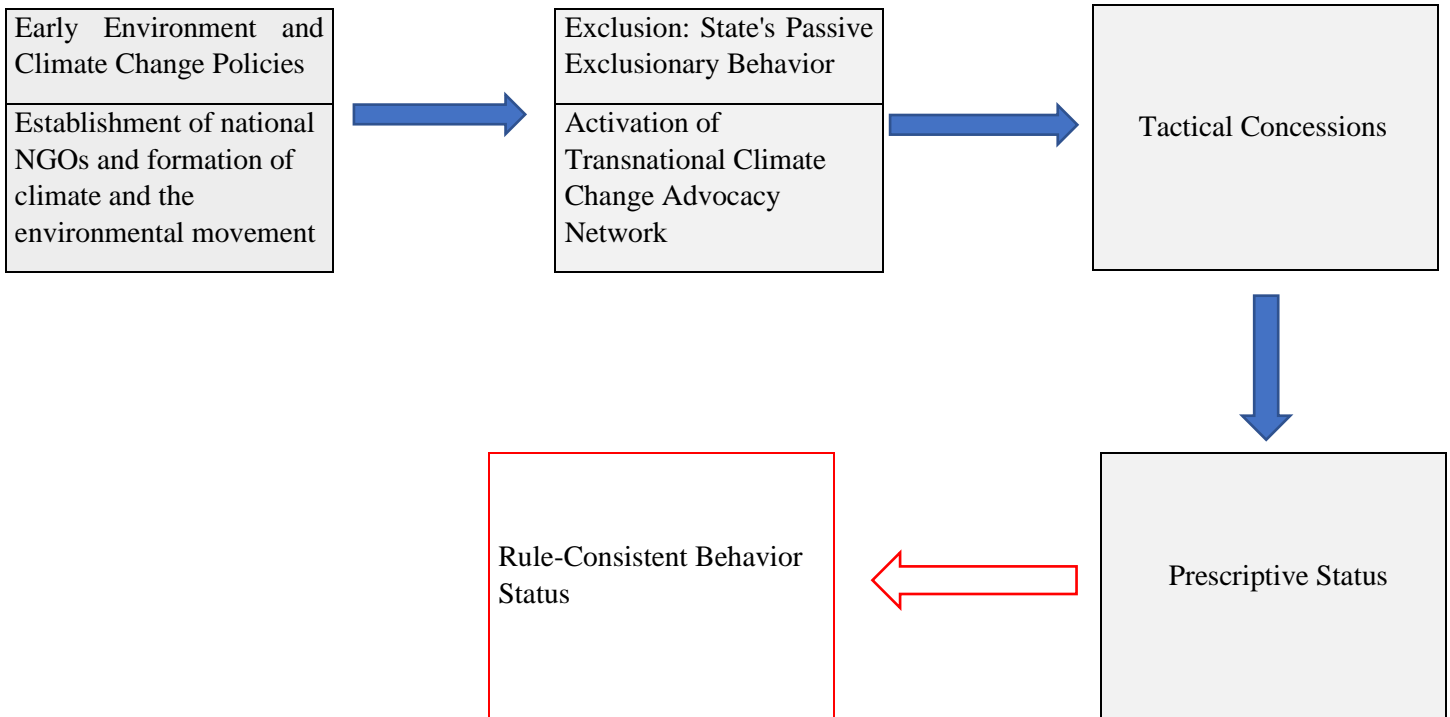 Early Environment and
Climate Change Policies
Establishment of national
NGOs and formation of
climate and the
environmental movement
Exclusion: State's Passive
Exclusionary Behavior
Activation of
Transnational Climate
Change Advocacy
Network
Tactical Concessions
Prescriptive Status
Rule-Consistent Behavior
Status